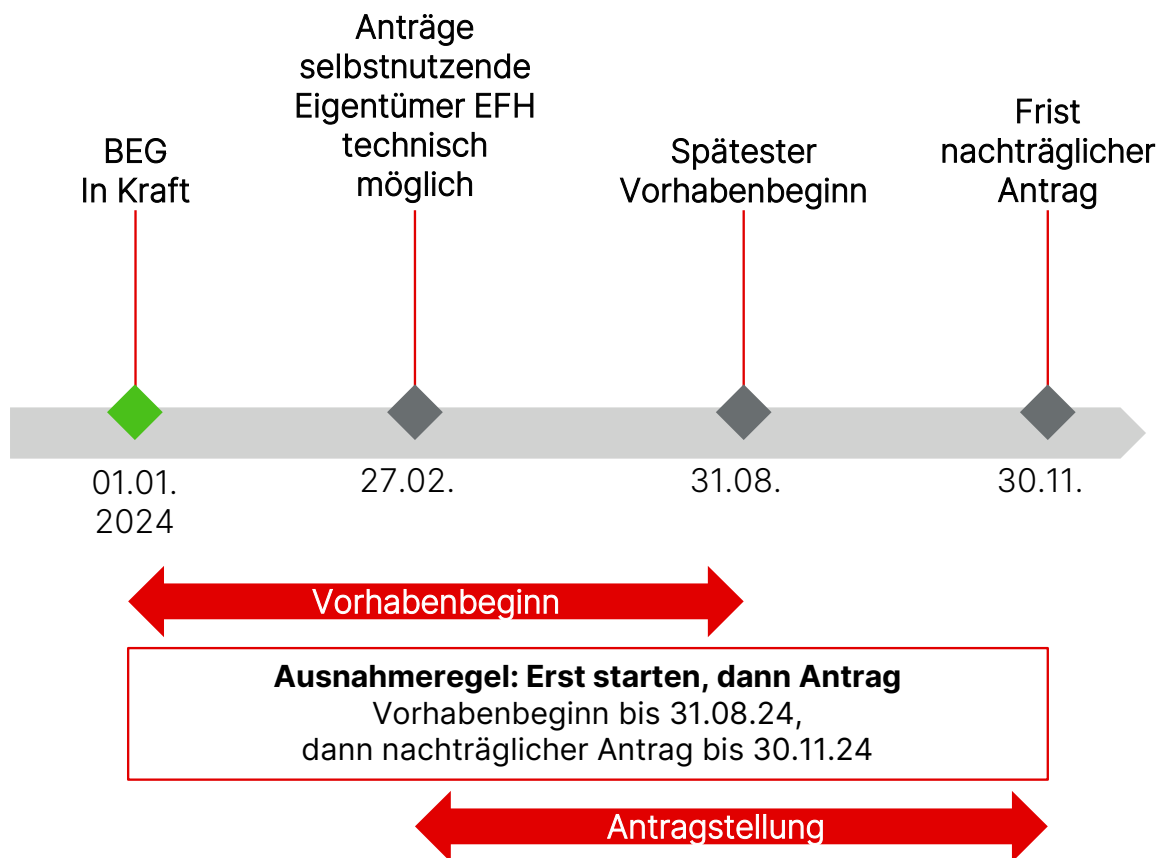 BEG
In Kraft
Anträge
selbstnutzende
Eigentümer EFH
technisch
möglich
Spätester
Vorhabenbeginn
Frist
nachträglicher
Antrag
01.01.
2024
27.02.
31.08.
30.11.
Vorhabenbeginn
Ausnahmeregel: Erst starten, dann Antrag
Vorhabenbeginn bis 31.08.24,
dann nachträglicher Antrag bis 30.11.24
Antragstellung